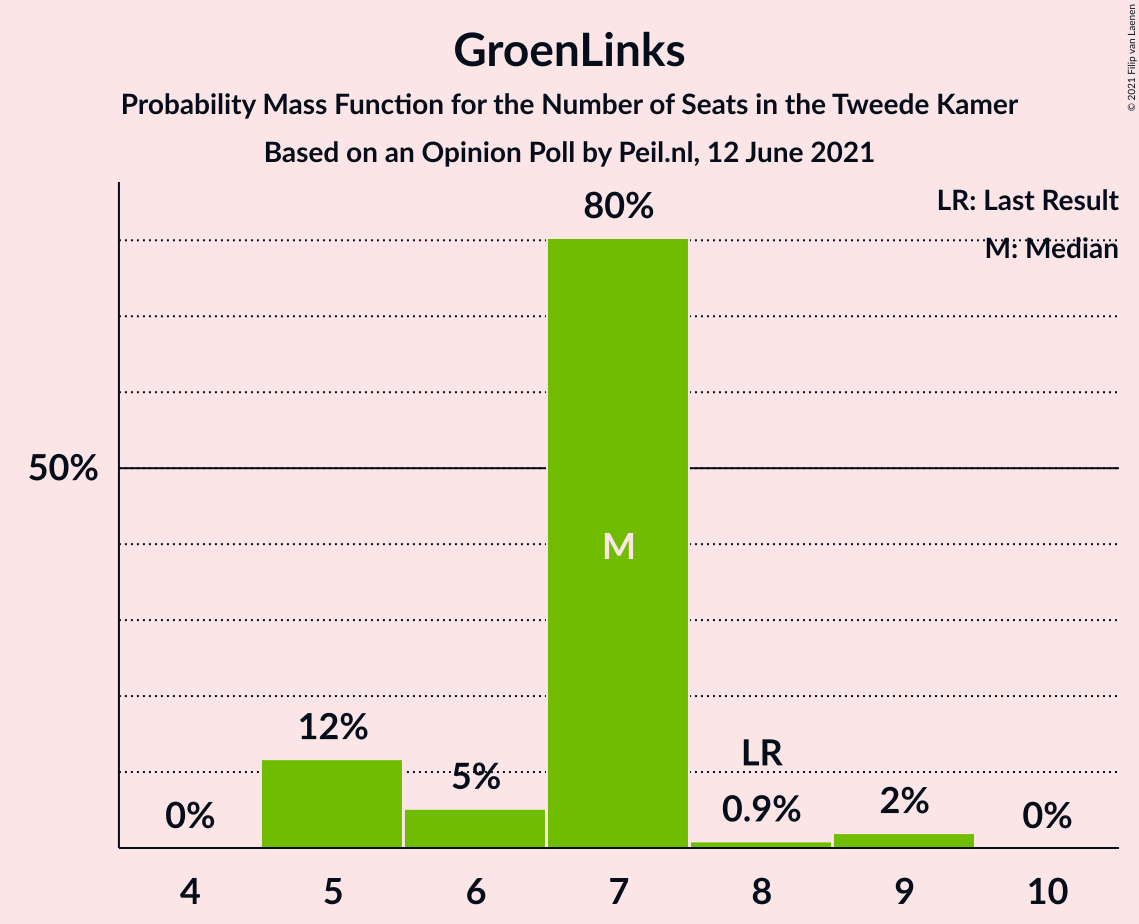 GroenLinks
Probability Mass Function for the Number of Seats in the Tweede Kamer
Based on an Opinion Poll by Peil.nl, 12 June 2021
© 2021 Filip van Laenen
LR: Last Result
M: Median
80%
50%
M
12%
5%
LR
0%
0.9%
2%
0%
4
5
6
7
8
9
10